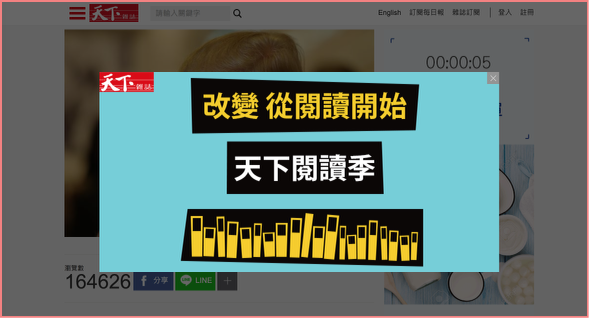 天下雜誌
請輸入關鍵字
English 訂閱每日報 雜誌訂閱 | 登入 註冊
00:00:05
天下雜誌
改變 從閱讀開始
天下閱讀季
瀏覽數
164626
分享
LINE